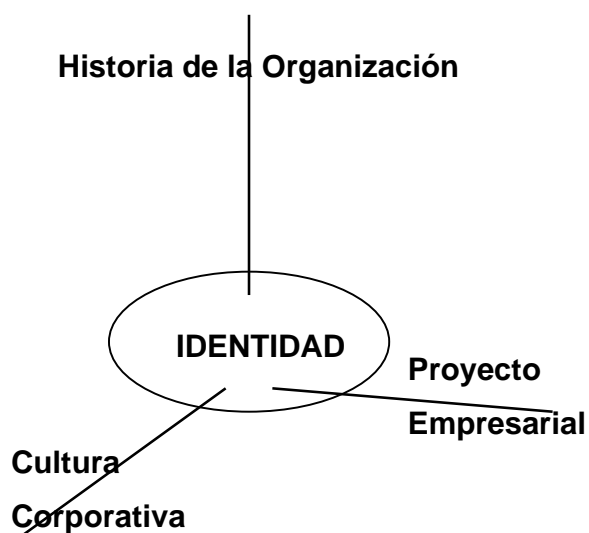 Historia de la Organización
IDENTIDAD
Proyecto
Empresarial
Cultura
Corporativa